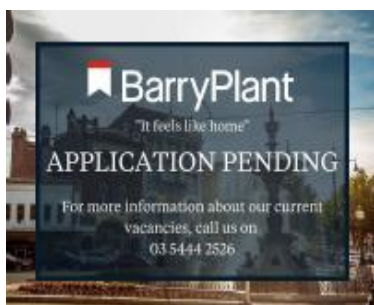 BarryPlant
"It feels like home"
APPLICATION PENDING
For more information about our current
vacancies, call us on
03 5444 2526